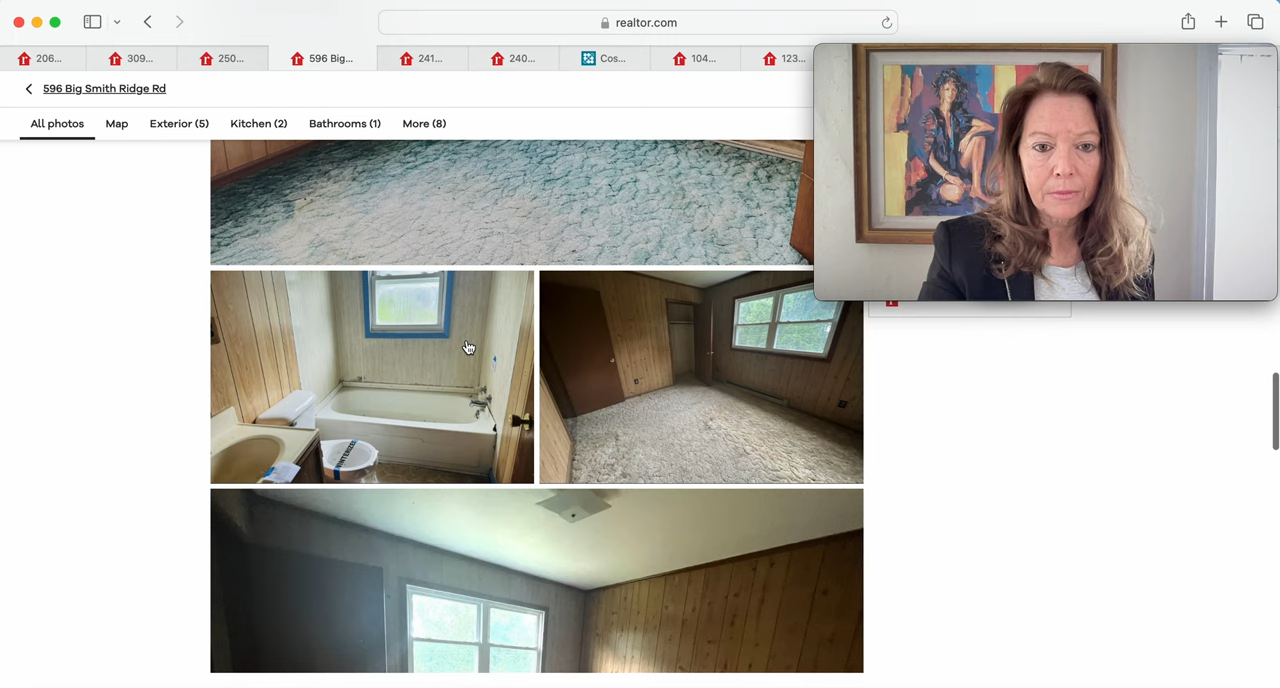 realtor.com
206...
309...
250...
596 Big...
241...
240...
Cos...
104...
123...
596 Big Smith Ridge Rd
All photos
Map
Exterior (5)
Kitchen (2)
Bathrooms (1)
More (8)
WINTERIZED